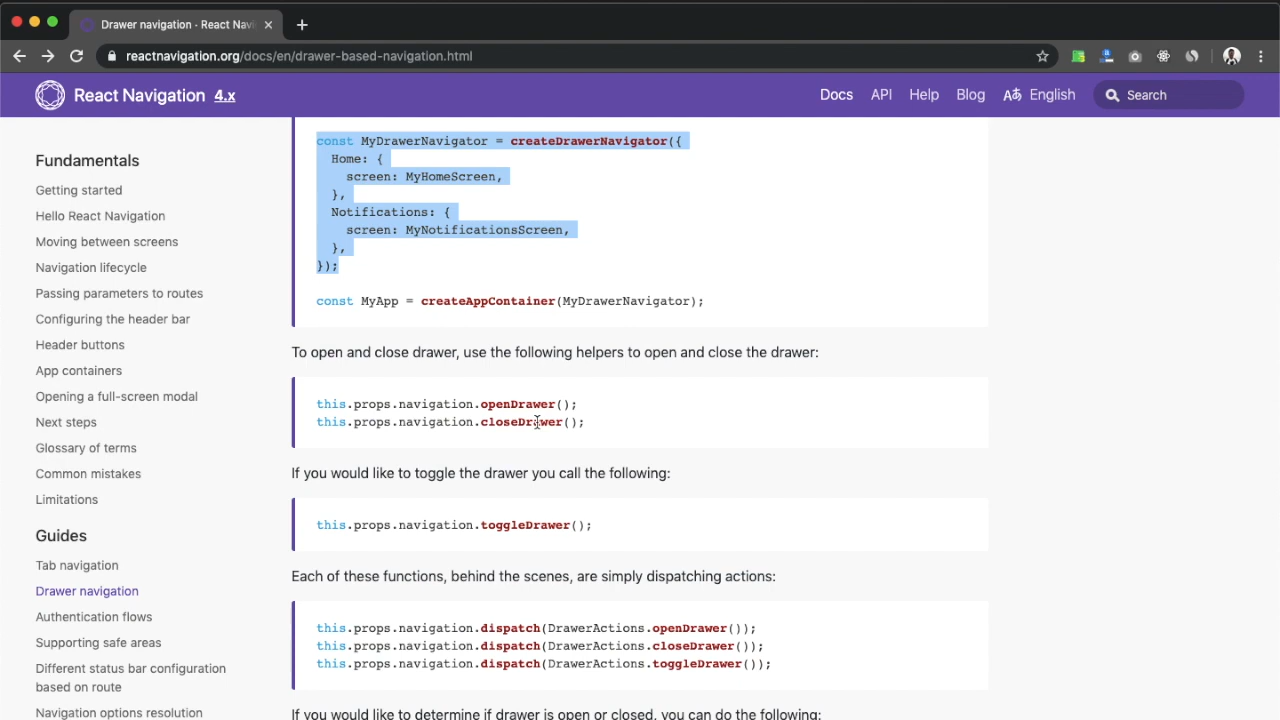 Drawer navigation - React Navi
reactnavigation.org/docs/en/drawer-based-navigation.html
React Navigation 4.x
Docs
API
Help
Blog
English
Search
Fundamentals
Getting started
Hello React Navigation
Moving between screens
Navigation lifecycle
Passing parameters to routes
Configuring the header bar
Header buttons
App containers
Opening a full-screen modal
Next steps
Glossary of terms
Common mistakes
Limitations
Guides
Tab navigation
Drawer navigation
Authentication flows
Supporting safe areas
Different status bar configuration
based on route
Navigation options resolution
const MyDrawerNavigator = createDrawerNavigator({
Home: {
screen: MyHomeScreen,
},
Notifications: {
screen: MyNotificationsScreen,
},
});
const MyApp = createAppContainer(MyDrawerNavigator);
To open and close drawer, use the following helpers to open and close the drawer:
this.props.navigation.openDrawer();
this.props.navigation.closeDrawer();
If you would like to toggle the drawer you call the following:
this.props.navigation.toggleDrawer();
Each of these functions, behind the scenes, are simply dispatching actions:
this.props.navigation.dispatch(DrawerActions.openDrawer());
this.props.navigation.dispatch(DrawerActions.closeDrawer());
this.props.navigation.dispatch(DrawerActions.toggleDrawer());
If you would like to determine if drawer is open or closed, you can do the following: